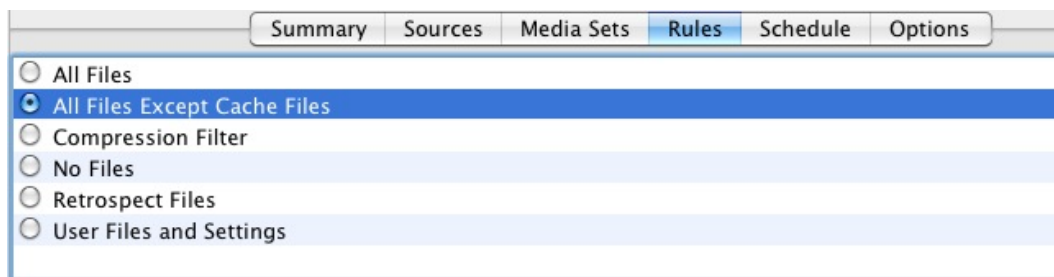 Summary Sources Media Sets Rules Schedule Options
All Files
All Files Except Cache Files
Compression Filter
No Files
Retrospect Files
User Files and Settings